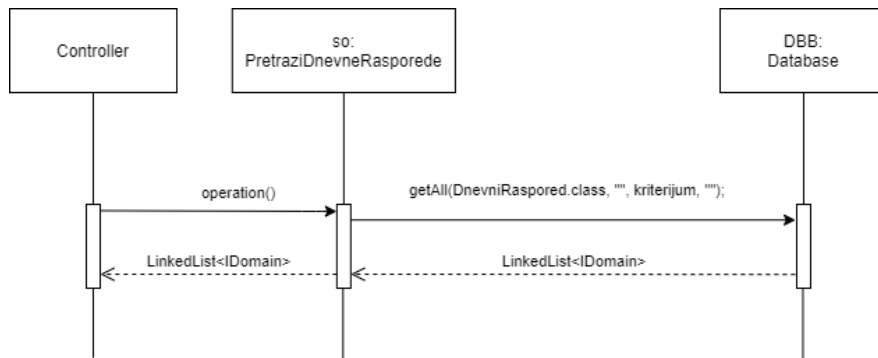 Controller
so:
PretraziDnevneRasporede
DBB:
Database
operation()
getAll(DnevniRaspored.class, "", kriterijum, "");
LinkedList<IDomain>
LinkedList<IDomain>